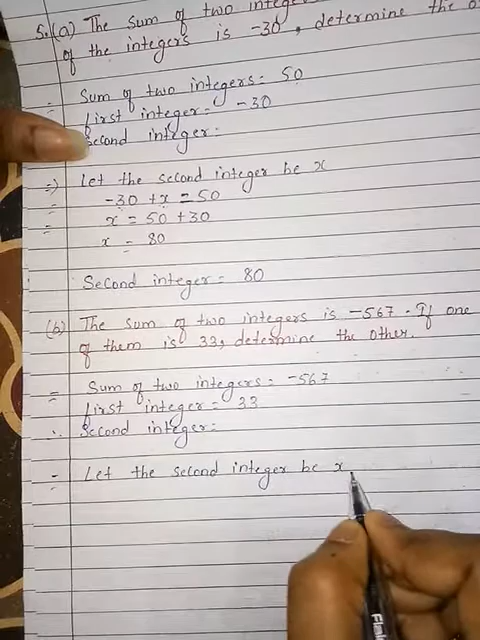 5. (a) The sum of two
of the integers is -30, determine the
= Sum of two integers = 50
First integer = -30
Second integer =
=> Let the second integer be x
= -30 + x = 50
= x = 50 + 30
x = 80
Second integer = 80
(b) The sum of two integers is -567. If one
of them is 33, determine the other.
= Sum of two integers = -567
First integer = 33
∴ Second integer =
= Let the second integer be x